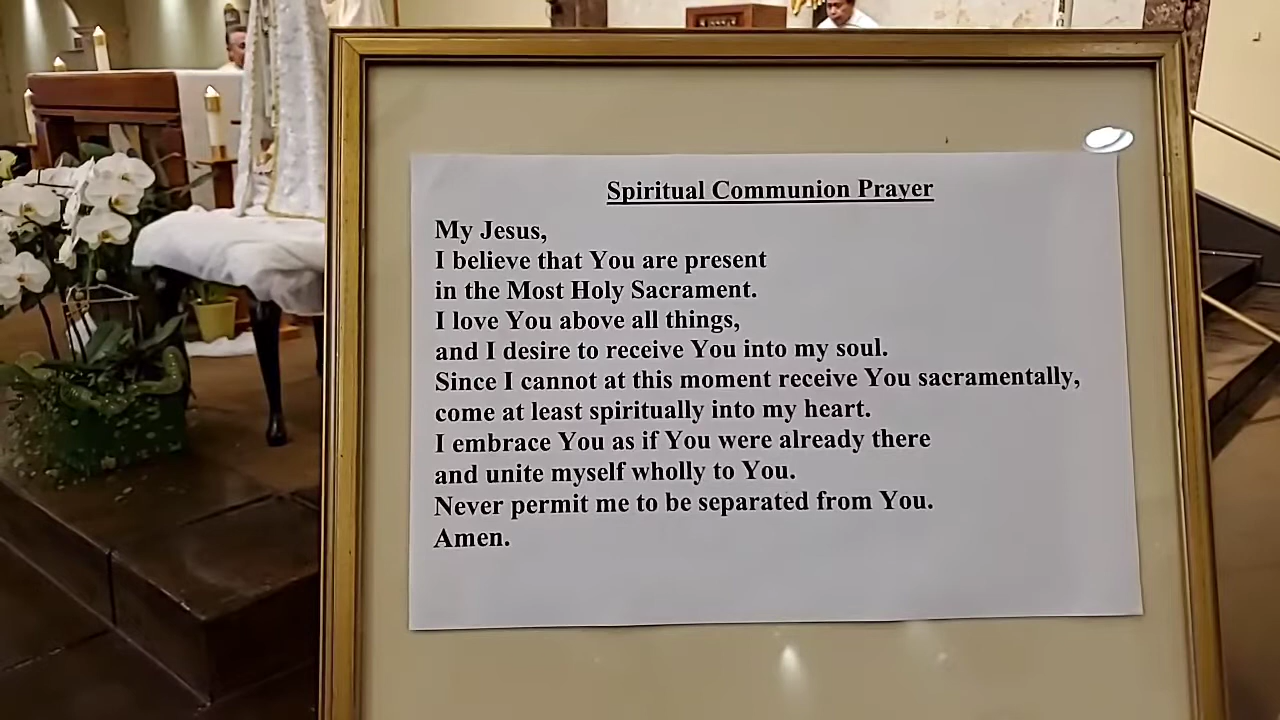 Spiritual Communion Prayer
My Jesus,
I believe that You are present
in the Most Holy Sacrament.
I love You above all things,
and I desire to receive You into my soul.
Since I cannot at this moment receive You sacramentally,
come at least spiritually into my heart.
I embrace You as if You were already there
and unite myself wholly to You.
Never permit me to be separated from You.
Amen.